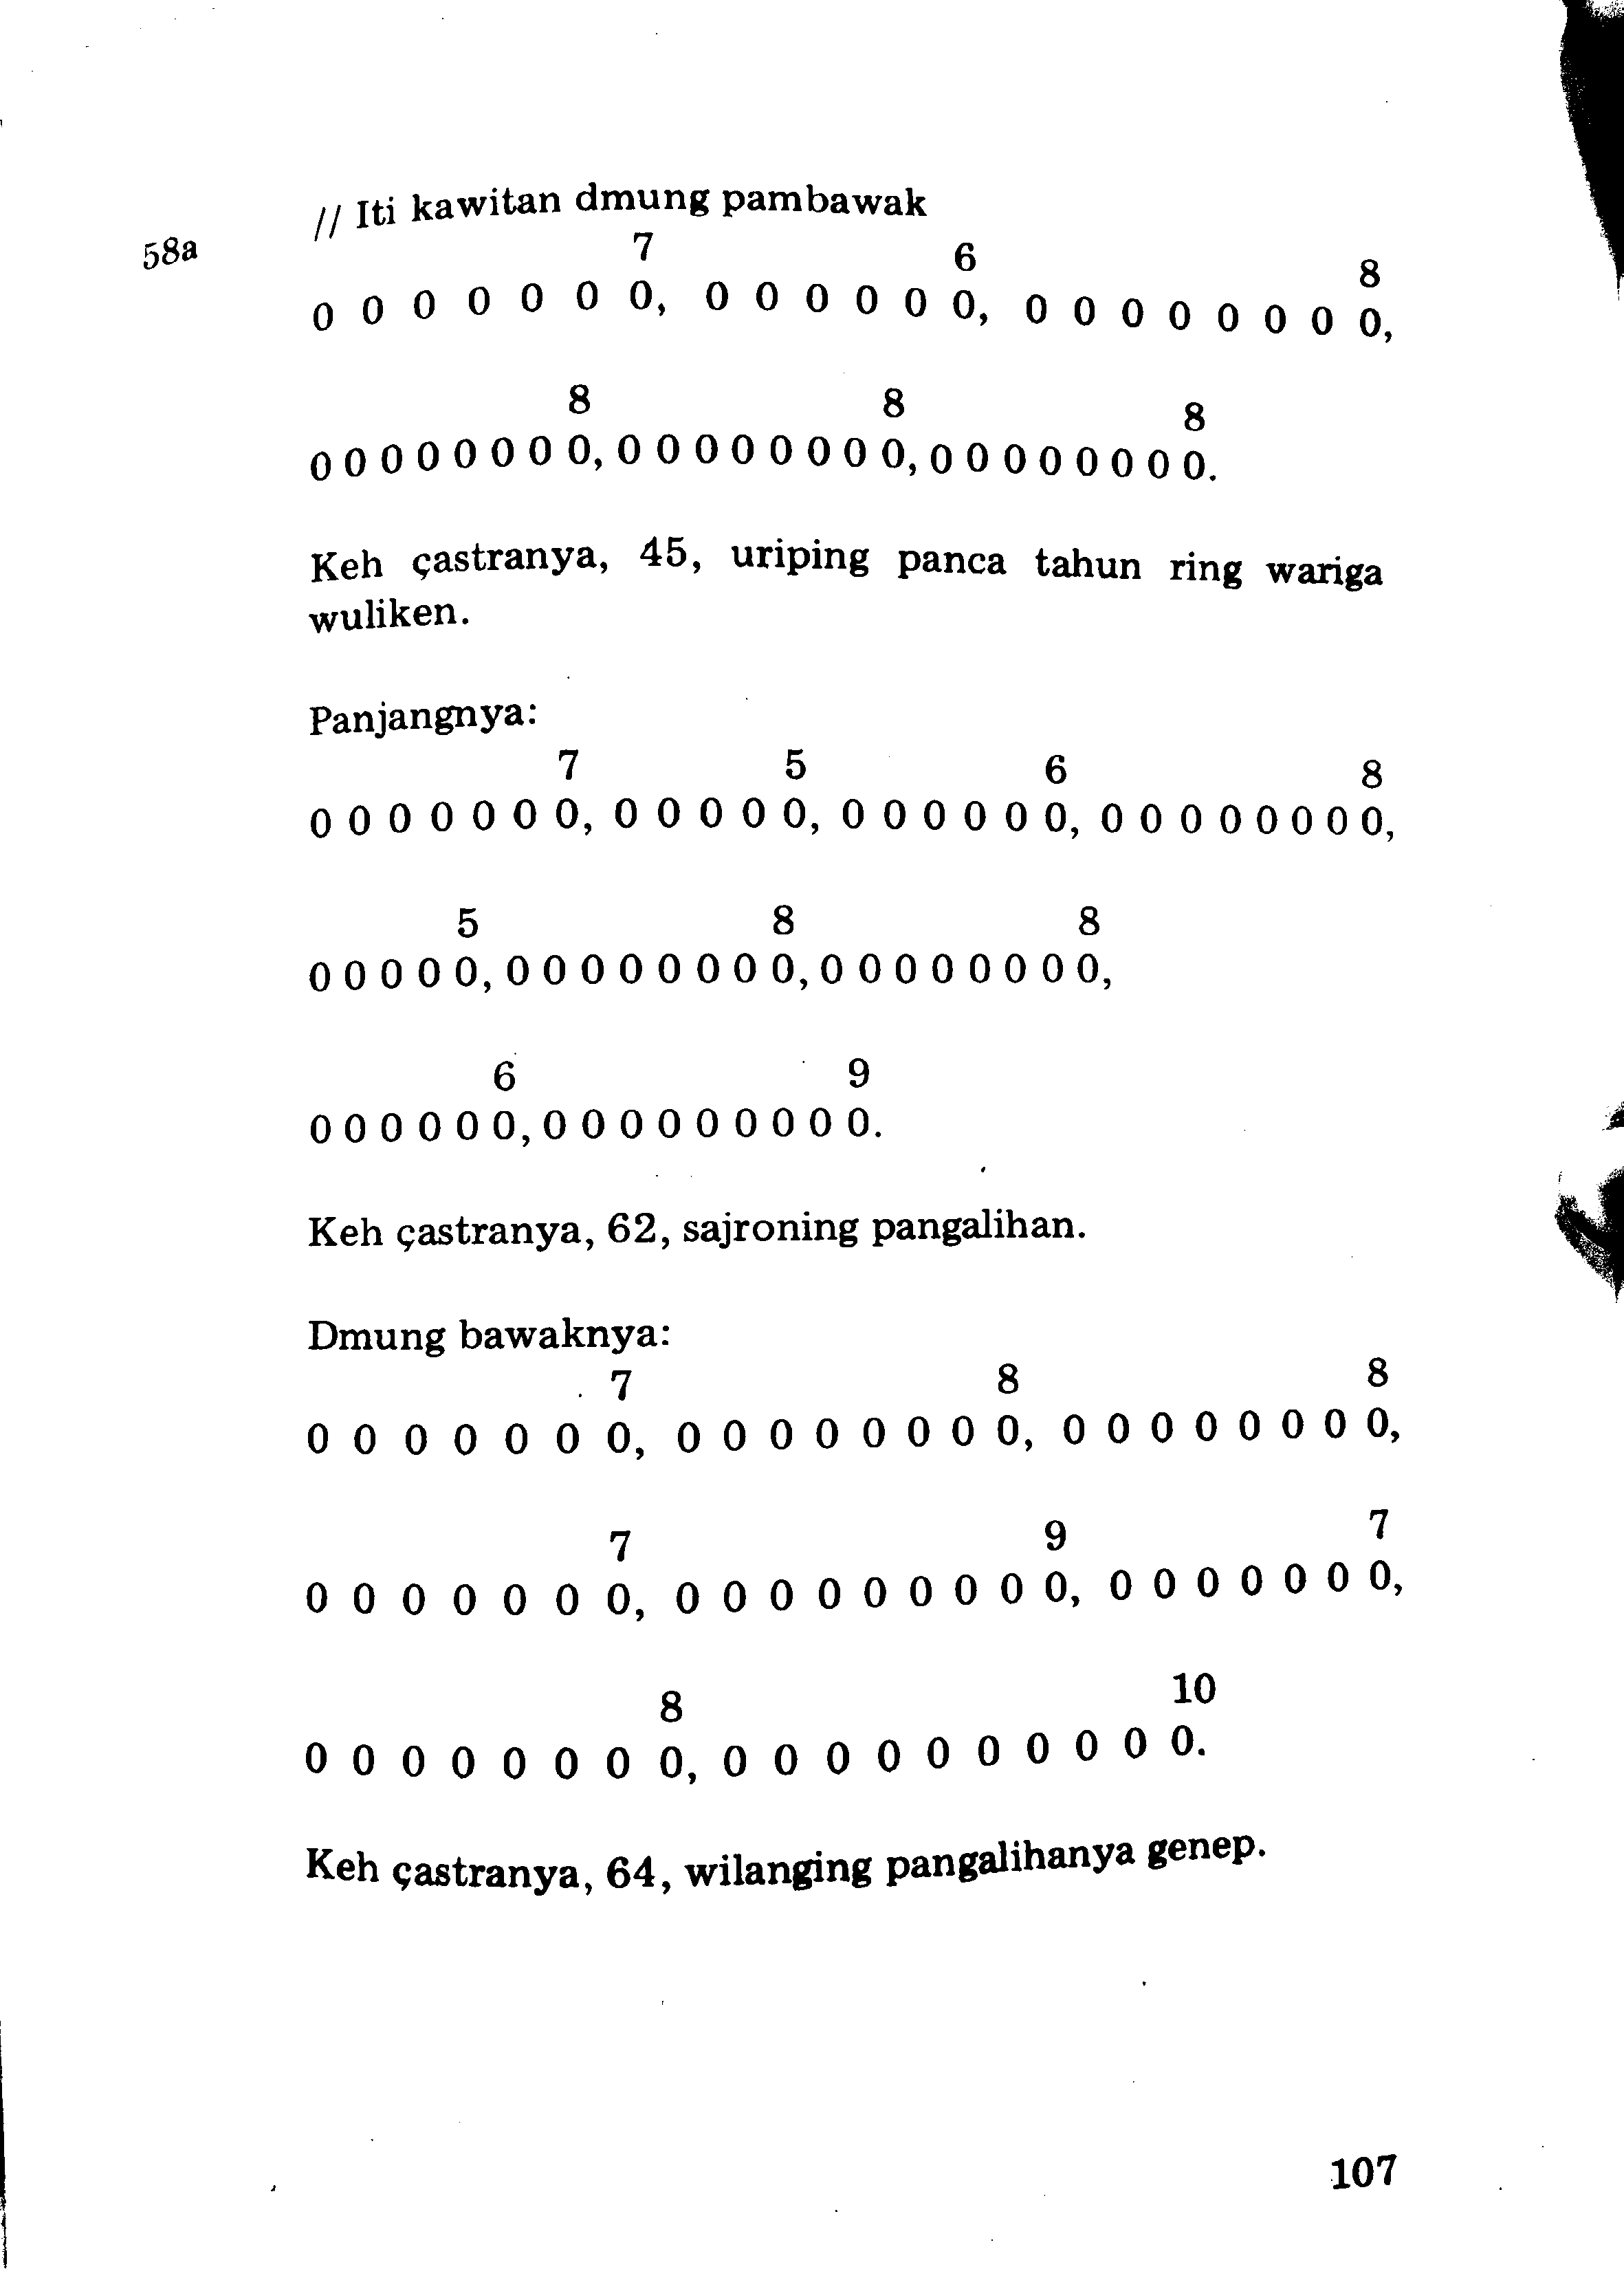 // Iti kawitan dmung pambawak
58a
7 6 8
0 0 0 0 0 0 0, 0 0 0 0 0 0, 0 0 0 0 0 0 0 0,
8 8 8
0 0 0 0 0 0 0 0, 0 0 0 0 0 0 0 0, 0 0 0 0 0 0 0 0.
Keh çastranya, 45, uriping panca tahun ring wariga
wuliken.
Panjangnya:
7 5 6 8
0 0 0 0 0 0 0, 0 0 0 0 0, 0 0 0 0 0 0, 0 0 0 0 0 0 0 0,
5 8 8
0 0 0 0 0, 0 0 0 0 0 0 0 0, 0 0 0 0 0 0 0 0,
6 9
0 0 0 0 0 0, 0 0 0 0 0 0 0 0 0.
Keh çastranya, 62, sajroning pangalihan.
Dmung bawaknya:
7 8 8
0 0 0 0 0 0 0, 0 0 0 0 0 0 0 0, 0 0 0 0 0 0 0 0,
7 9 7
0 0 0 0 0 0 0, 0 0 0 0 0 0 0 0 0, 0 0 0 0 0 0 0,
8 10
0 0 0 0 0 0 0 0, 0 0 0 0 0 0 0 0 0 0.
Keh çastranya, 64, wilanging pangalihanya genep.
107